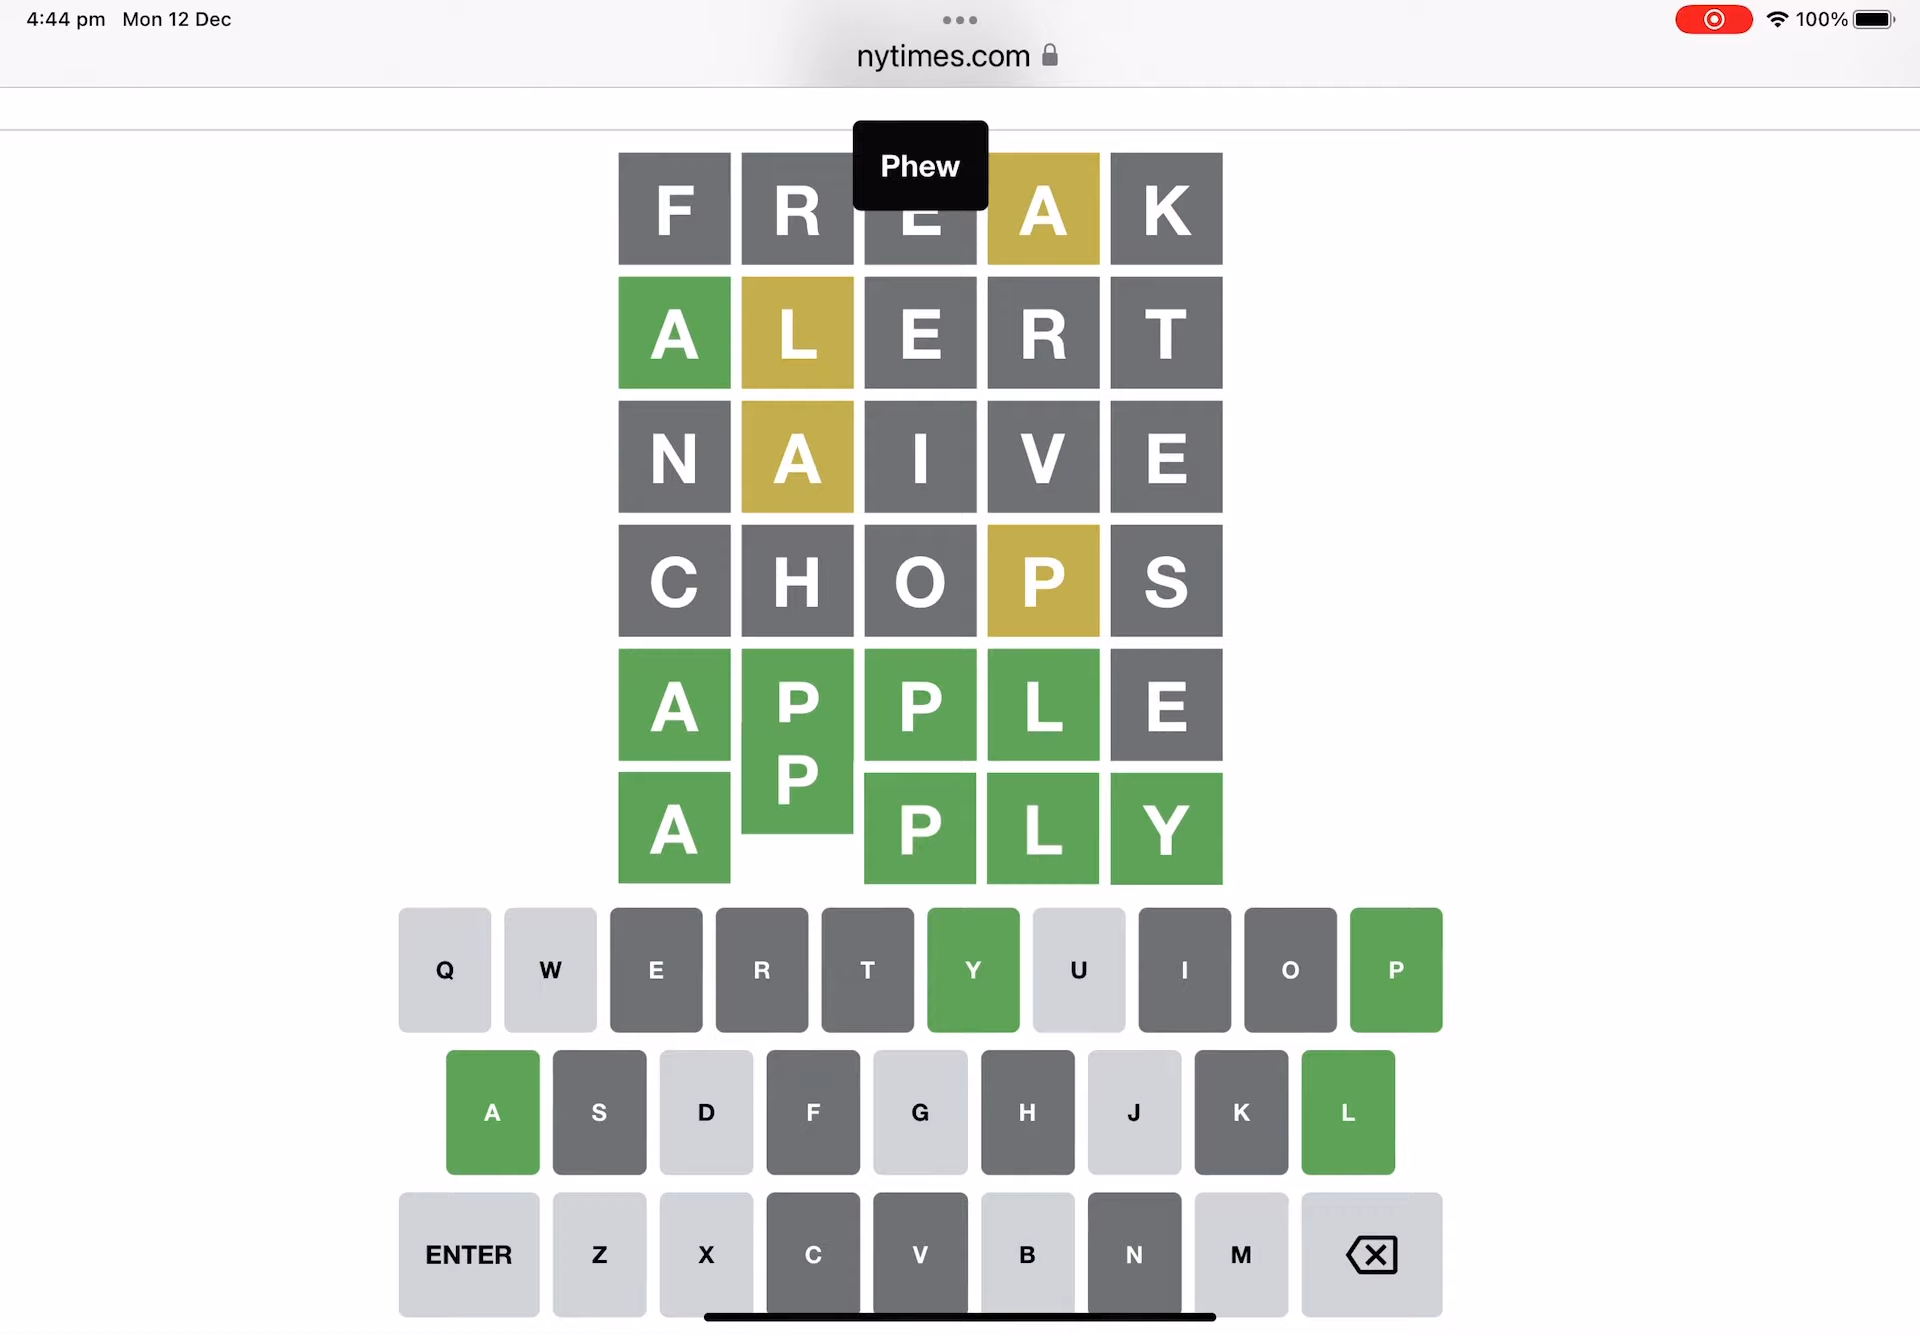 4:44 pm Mon 12 Dec
100%
nytimes.com
Phew
F R E A K
A L E R T
N A I V E
C H O P S
A P P L E
A P P L Y
Q W E R T Y U I O P
A S D F G H J K L
ENTER Z X C V B N M